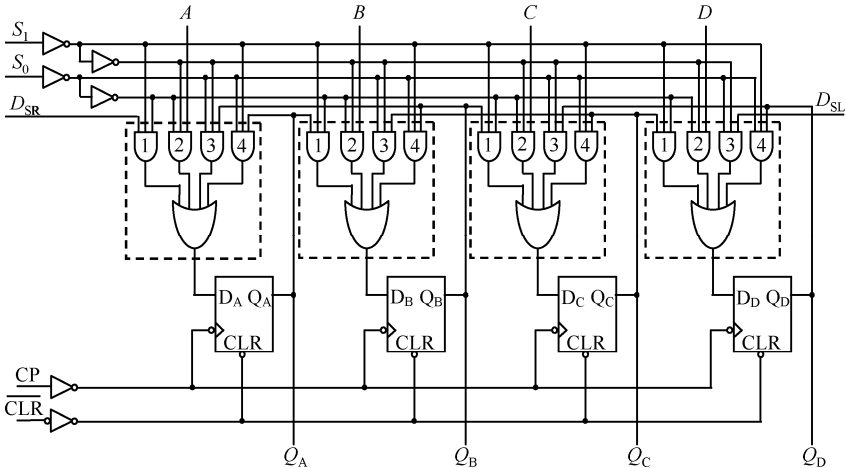 A B C D
S1
S0
DSR DSL
1 2 3 4 1 2 3 4 1 2 3 4 1 2 3 4
DA QA DB QB DC QC DD QD
CLR CLR CLR CLR
CP
C̅L̅R̅
QA QB QC QD